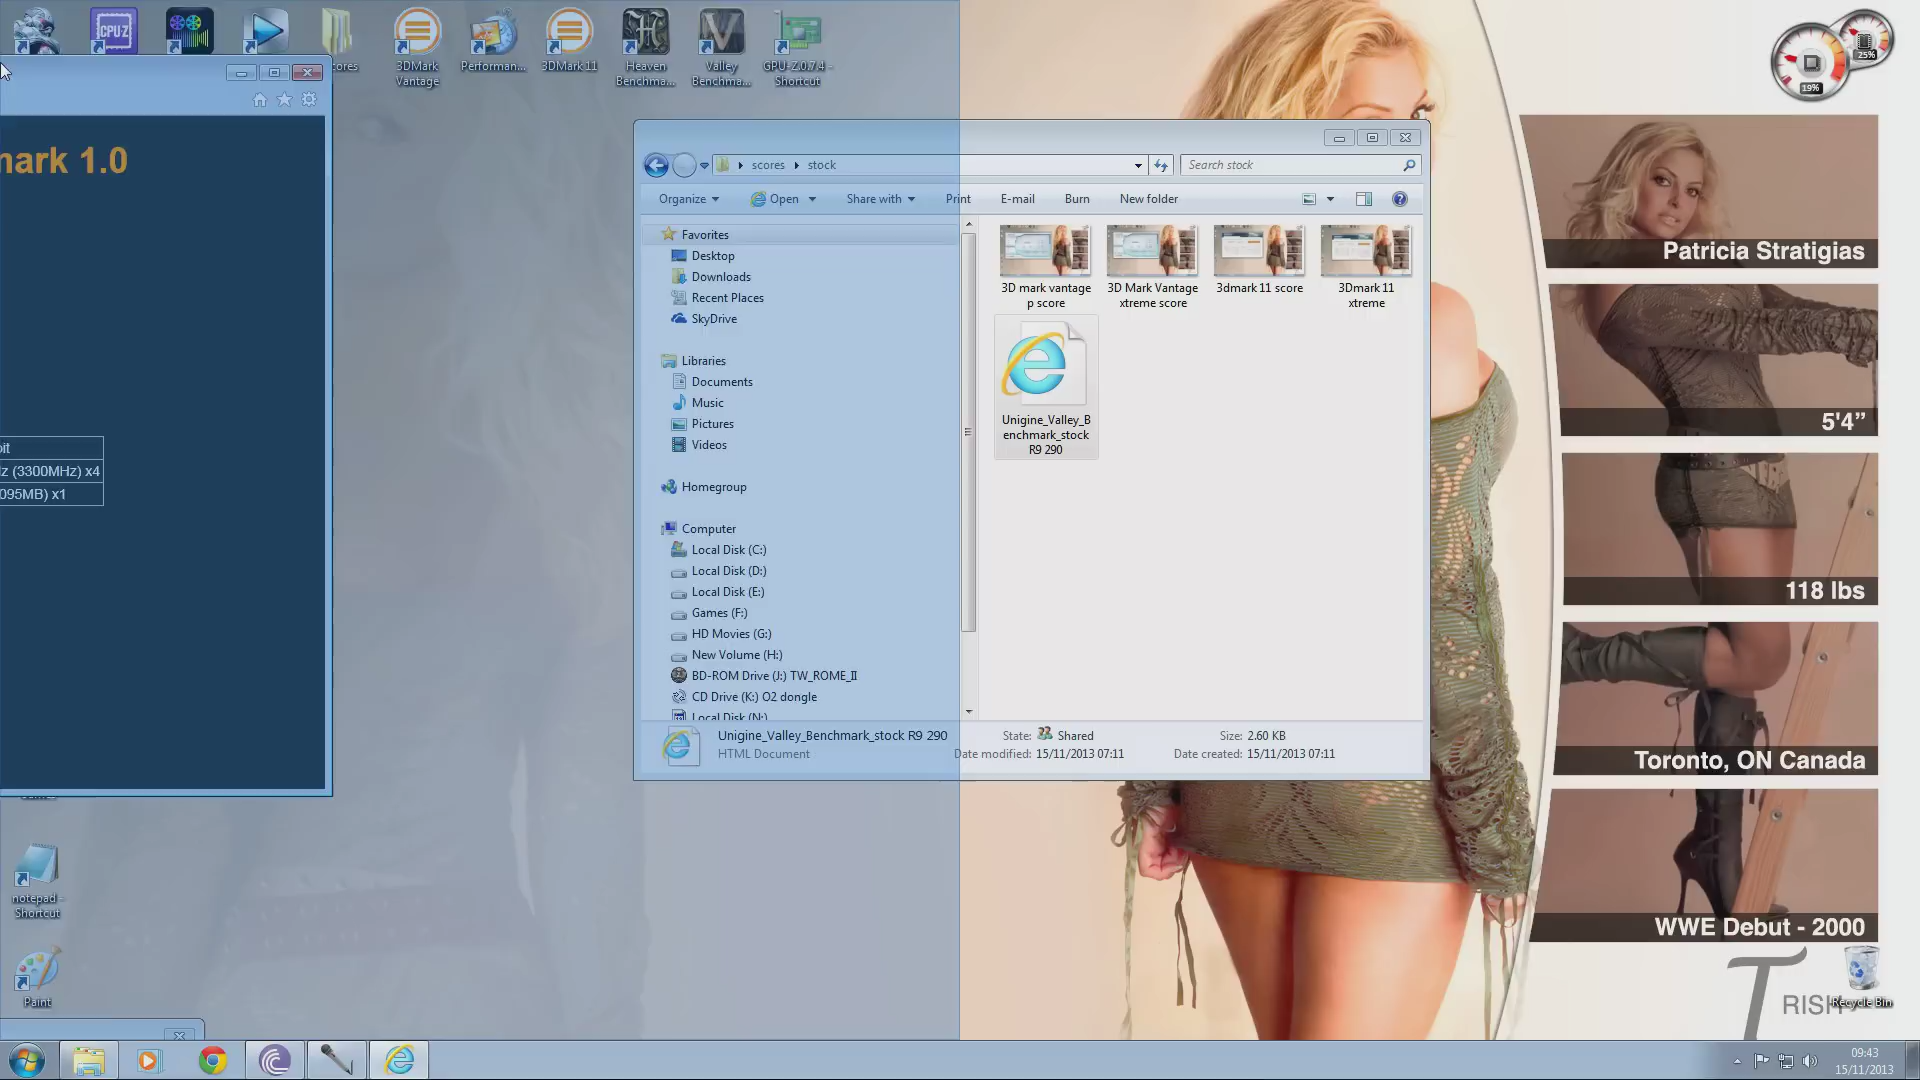 CPU-Z
ores
3DMark
Vantage
Performan...
3DMark 11
Heaven
Benchma...
Valley
Benchma...
GPU-Z.0.7.4 -
Shortcut
25%
19%
mark 1.0
oit
z (3300MHz) x4
095MB) x1
scores
stock
Search stock
Organize
Open
Share with
Print
E-mail
Burn
New folder
Favorites
Desktop
Downloads
Recent Places
SkyDrive
Libraries
Documents
Music
Pictures
Videos
Homegroup
Computer
Local Disk (C:)
Local Disk (D:)
Local Disk (E:)
Games (F:)
HD Movies (G:)
New Volume (H:)
BD-ROM Drive (J:) TW_ROME_II
CD Drive (K:) O2 dongle
Local Disk (N:)
3D mark vantage
p score
3D Mark Vantage
xtreme score
3dmark 11 score
3Dmark 11
xtreme
Unigine_Valley_B
enchmark_stock
R9 290
Unigine_Valley_Benchmark_stock R9 290
HTML Document
State: Shared
Date modified: 15/11/2013 07:11
Size: 2.60 KB
Date created: 15/11/2013 07:11
Patricia Stratigias
5'4”
118 lbs
Toronto, ON Canada
WWE Debut - 2000
TRISH
Recycle Bin
notepad -
Shortcut
Paint
09:43
15/11/2013